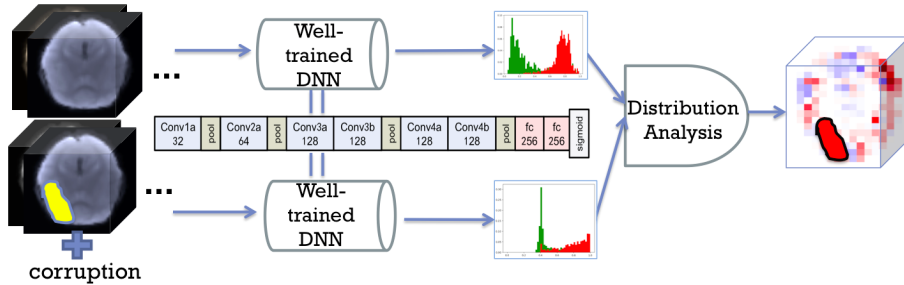 ...
Well-
trained
DNN
Conv1a
32
pool
Conv2a
64
pool
Conv3a
128
Conv3b
128
pool
Conv4a
128
Conv4b
128
pool
fc
256
fc
256
sigmoid
...
Well-
trained
DNN
corruption
Distribution
Analysis